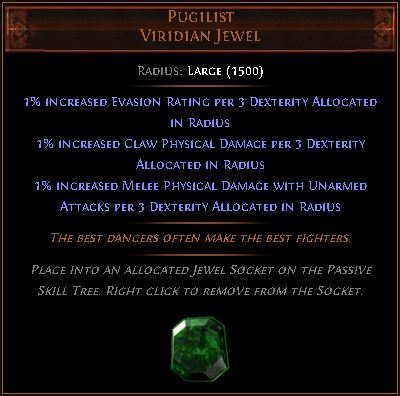 Pugilist
Viridian Jewel
Radius: Large (1500)
1% increased Evasion Rating per 3 Dexterity Allocated
in Radius
1% increased Claw Physical Damage per 3 Dexterity
Allocated in Radius
1% increased Melee Physical Damage with Unarmed
Attacks per 3 Dexterity Allocated in Radius
The best dangers often make the best fighters.
Place into an allocated Jewel Socket on the Passive
Skill Tree. Right click to remove from the Socket.